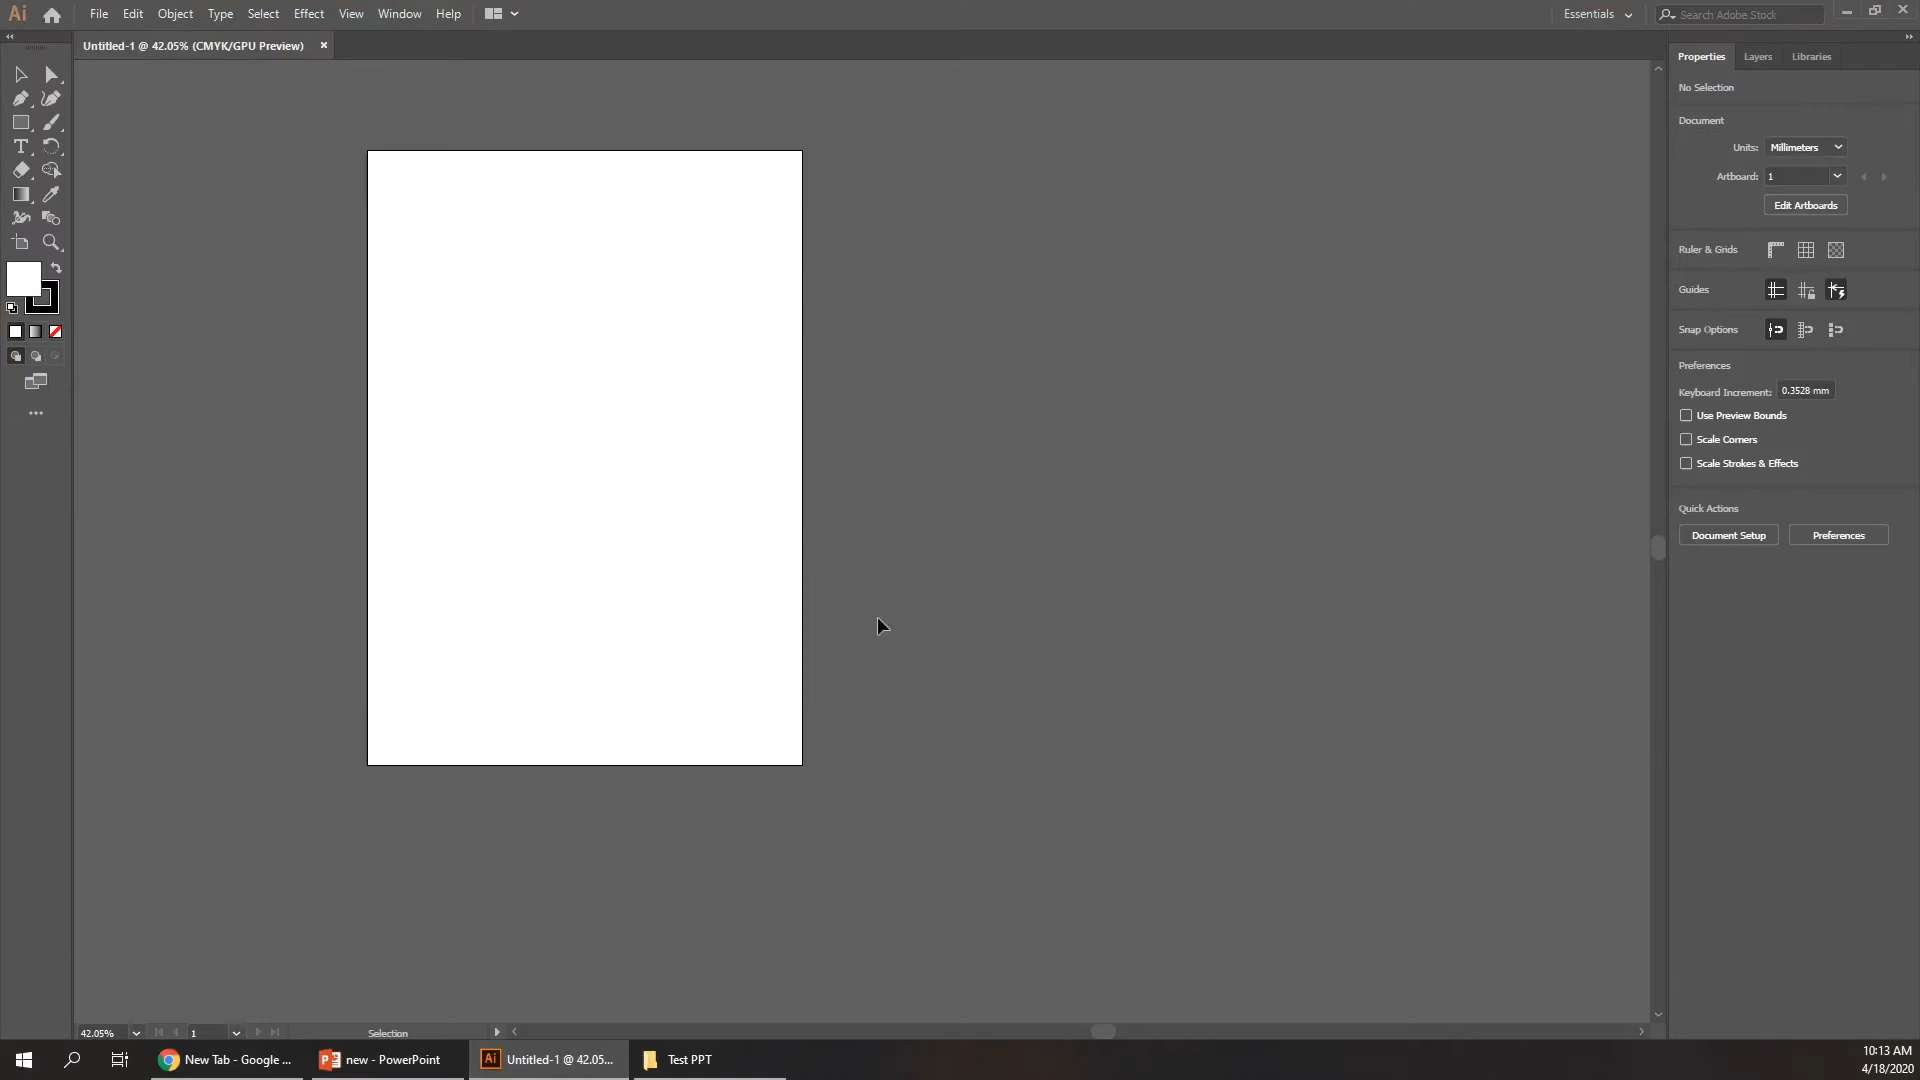 Ai File Edit Object Type Select Effect View Window Help Essentials Search Adobe Stock
Untitled-1 @ 42.05% (CMYK/GPU Preview) ×
Properties Layers Libraries
No Selection
Document
Units: Millimeters
Artboard: 1
Edit Artboards
Ruler & Grids
Guides
Snap Options
Preferences
Keyboard Increment: 0.3528 mm
Use Preview Bounds
Scale Corners
Scale Strokes & Effects
Quick Actions
Document Setup Preferences
42.05% 1 Selection
New Tab - Google ... new - PowerPoint Ai Untitled-1 @ 42.05... Test PPT
10:13 AM
4/18/2020